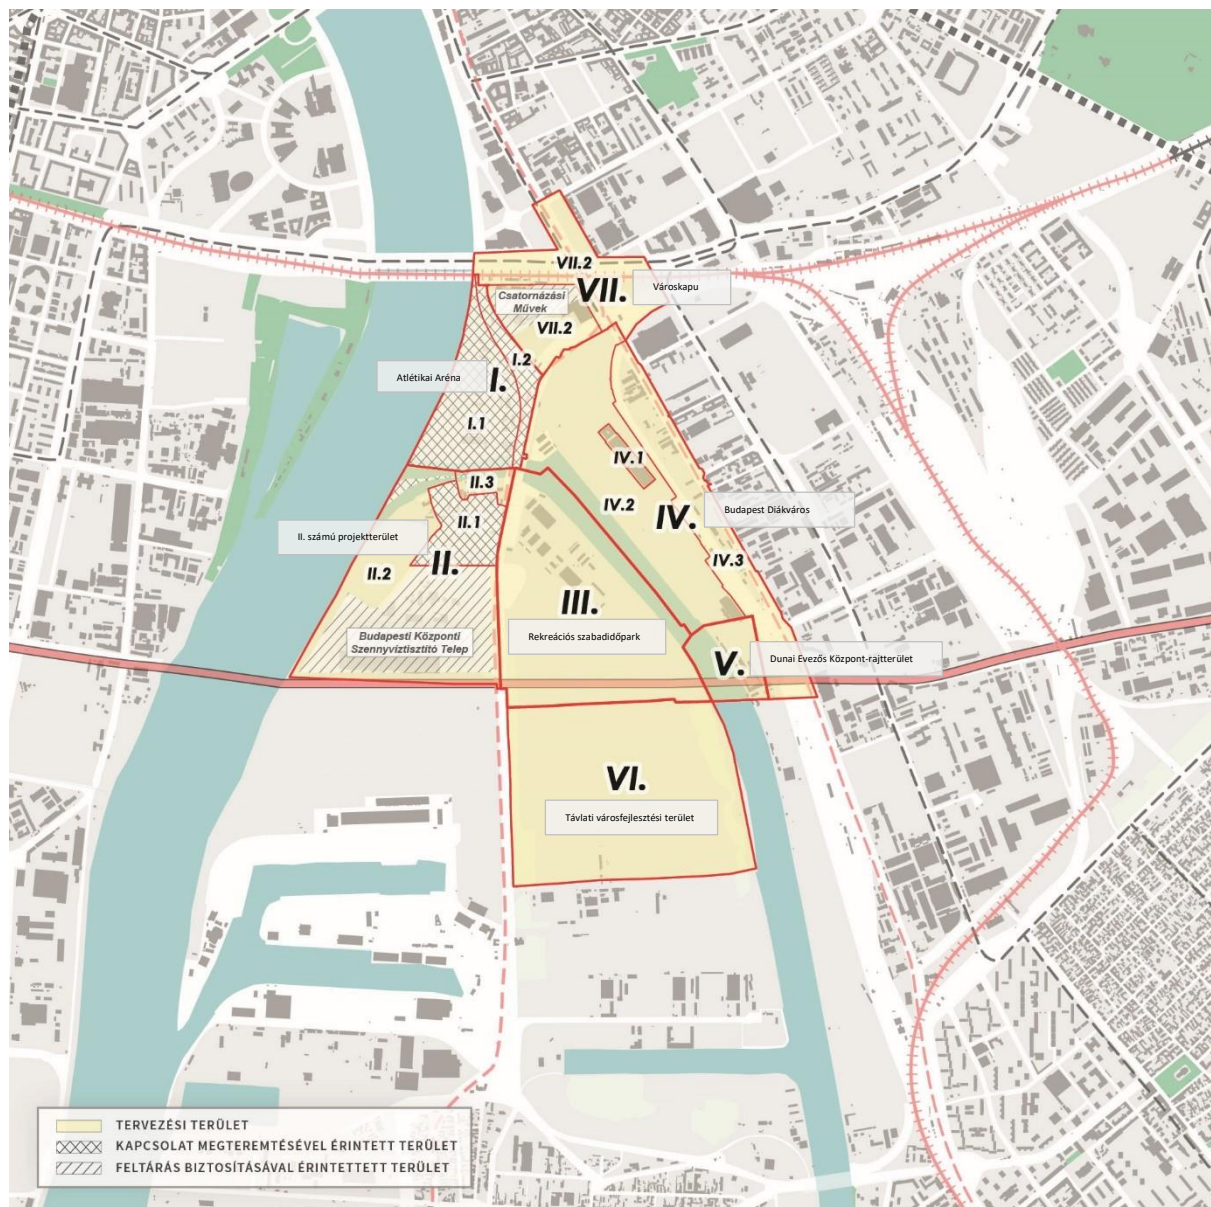 VII.2
VII.
Városkapu
Csatornázási
Művek
VII.2
I.2
Atlétikai Aréna
I.
I.1
IV.1
II.3
IV.2
Budapest Diákváros
IV.
II.1
II. számú projektterület
II.
IV.3
II.2
III.
Rekreációs szabadidőpark
Budapesti Központi
Szennyvíztisztító Telep
V.
Dunai Evezős Központ-rajtterület
VI.
Távlati városfejlesztési terület
TERVEZÉSI TERÜLET
KAPCSOLAT MEGTEREMTÉSÉVEL ÉRINTETT TERÜLET
FELTÁRÁS BIZTOSÍTÁSÁVAL ÉRINTETTETT TERÜLET